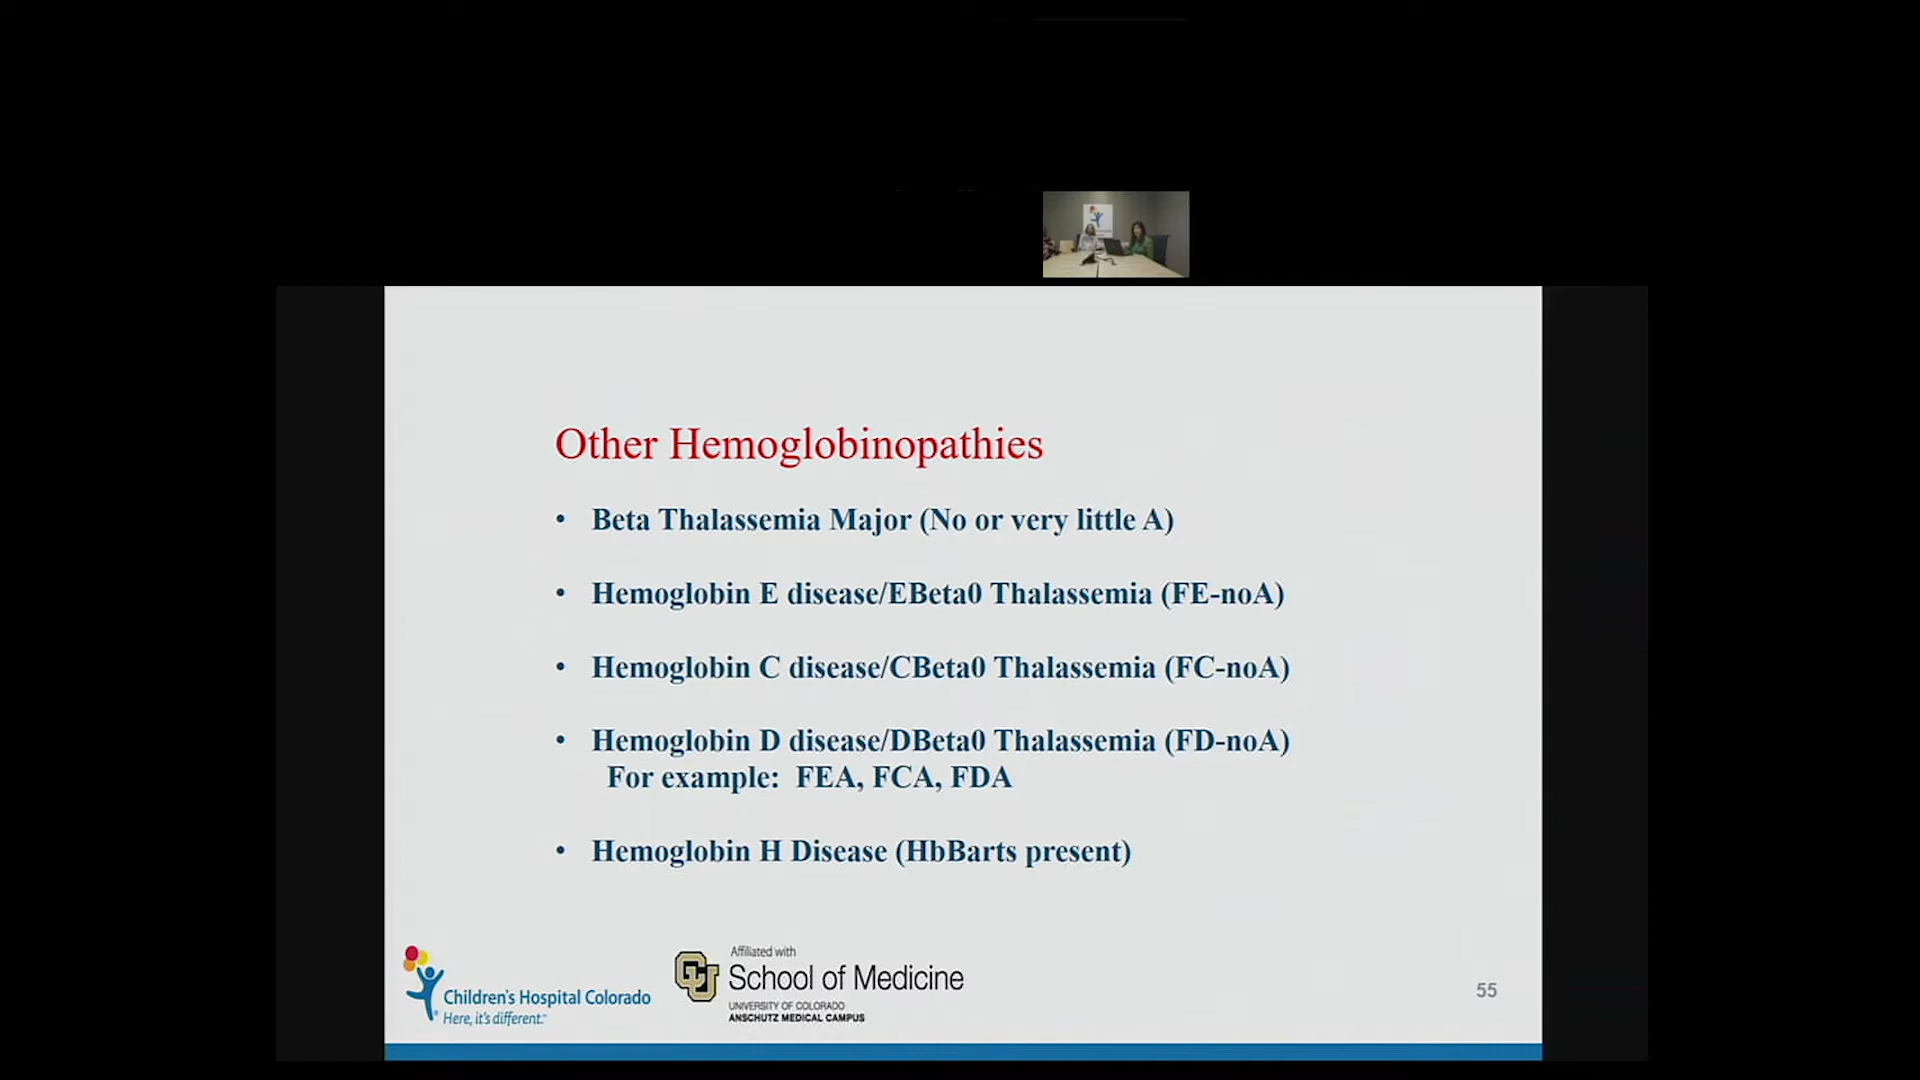 Other Hemoglobinopathies
• Beta Thalassemia Major (No or very little A)
• Hemoglobin E disease/EBeta0 Thalassemia (FE-noA)
• Hemoglobin C disease/CBeta0 Thalassemia (FC-noA)
• Hemoglobin D disease/DBeta0 Thalassemia (FD-noA)
For example: FEA, FCA, FDA
• Hemoglobin H Disease (HbBarts present)
Children's Hospital Colorado
Here, it's different.™
CU
Affiliated with
School of Medicine
UNIVERSITY OF COLORADO
ANSCHUTZ MEDICAL CAMPUS
55